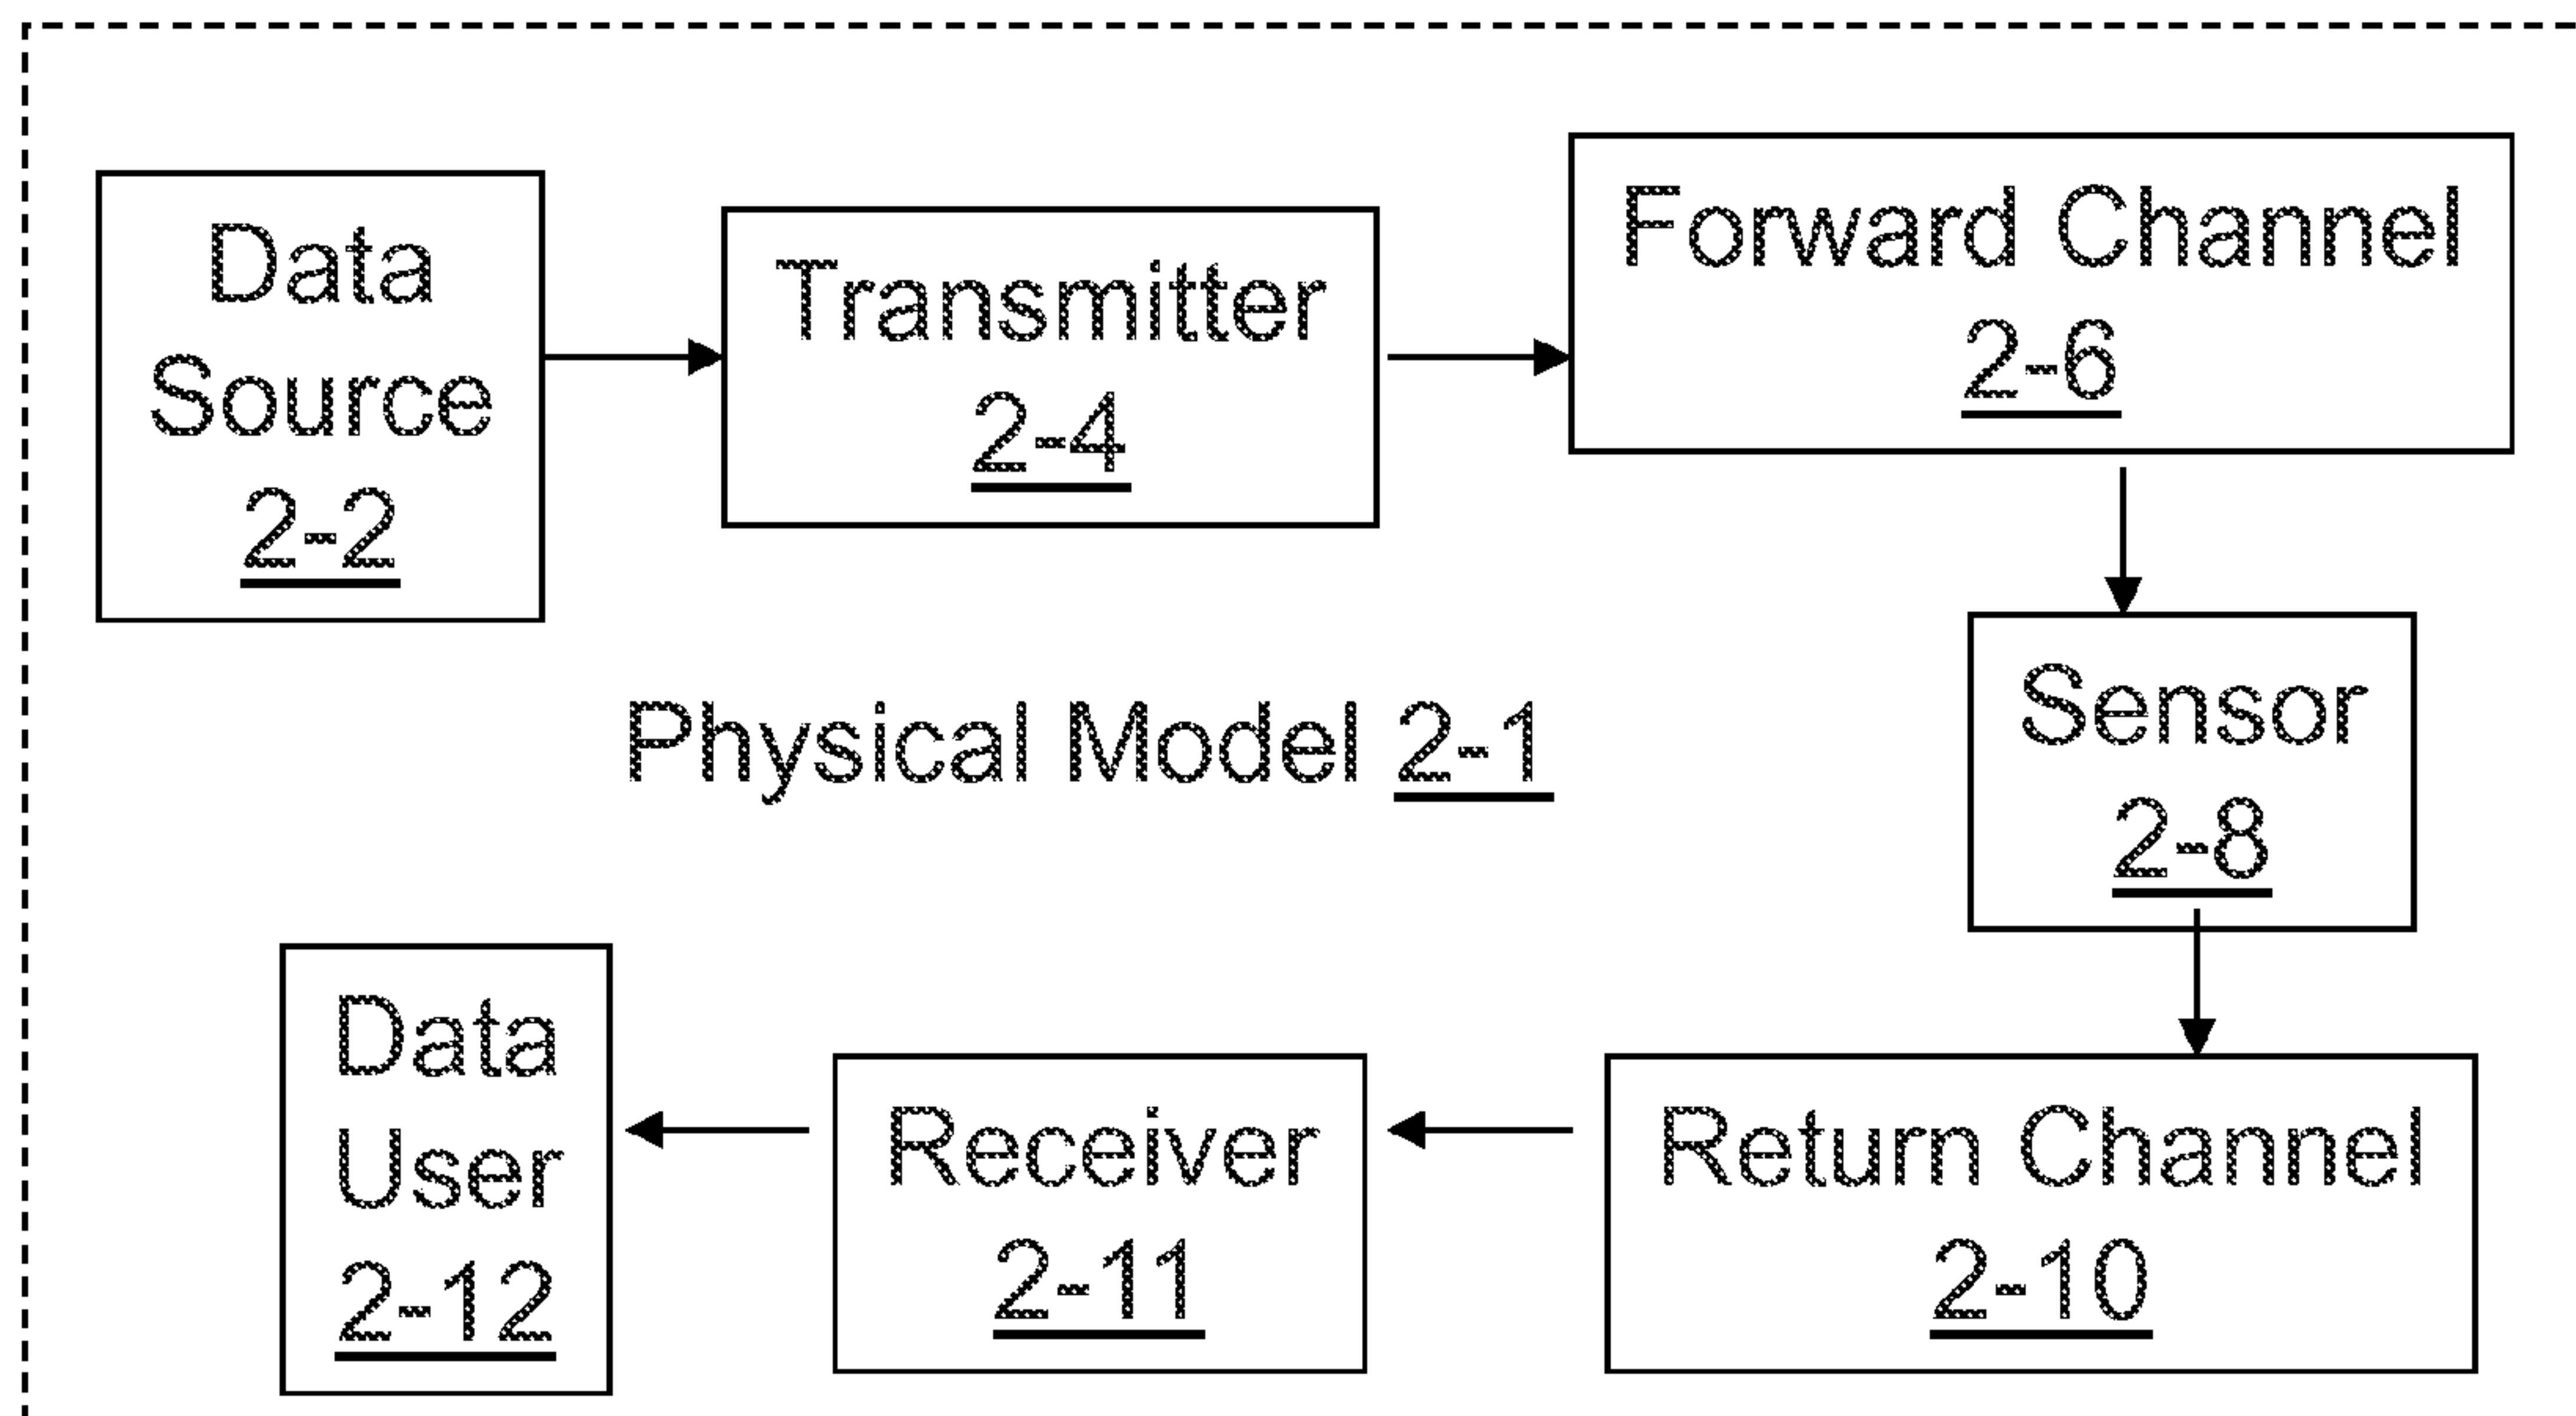 Data
Source
2-2
Transmitter
2-4
Forward Channel
2-6
Physical Model 2-1
Sensor
2-8
Data
User
2-12
Receiver
2-11
Return Channel
2-10